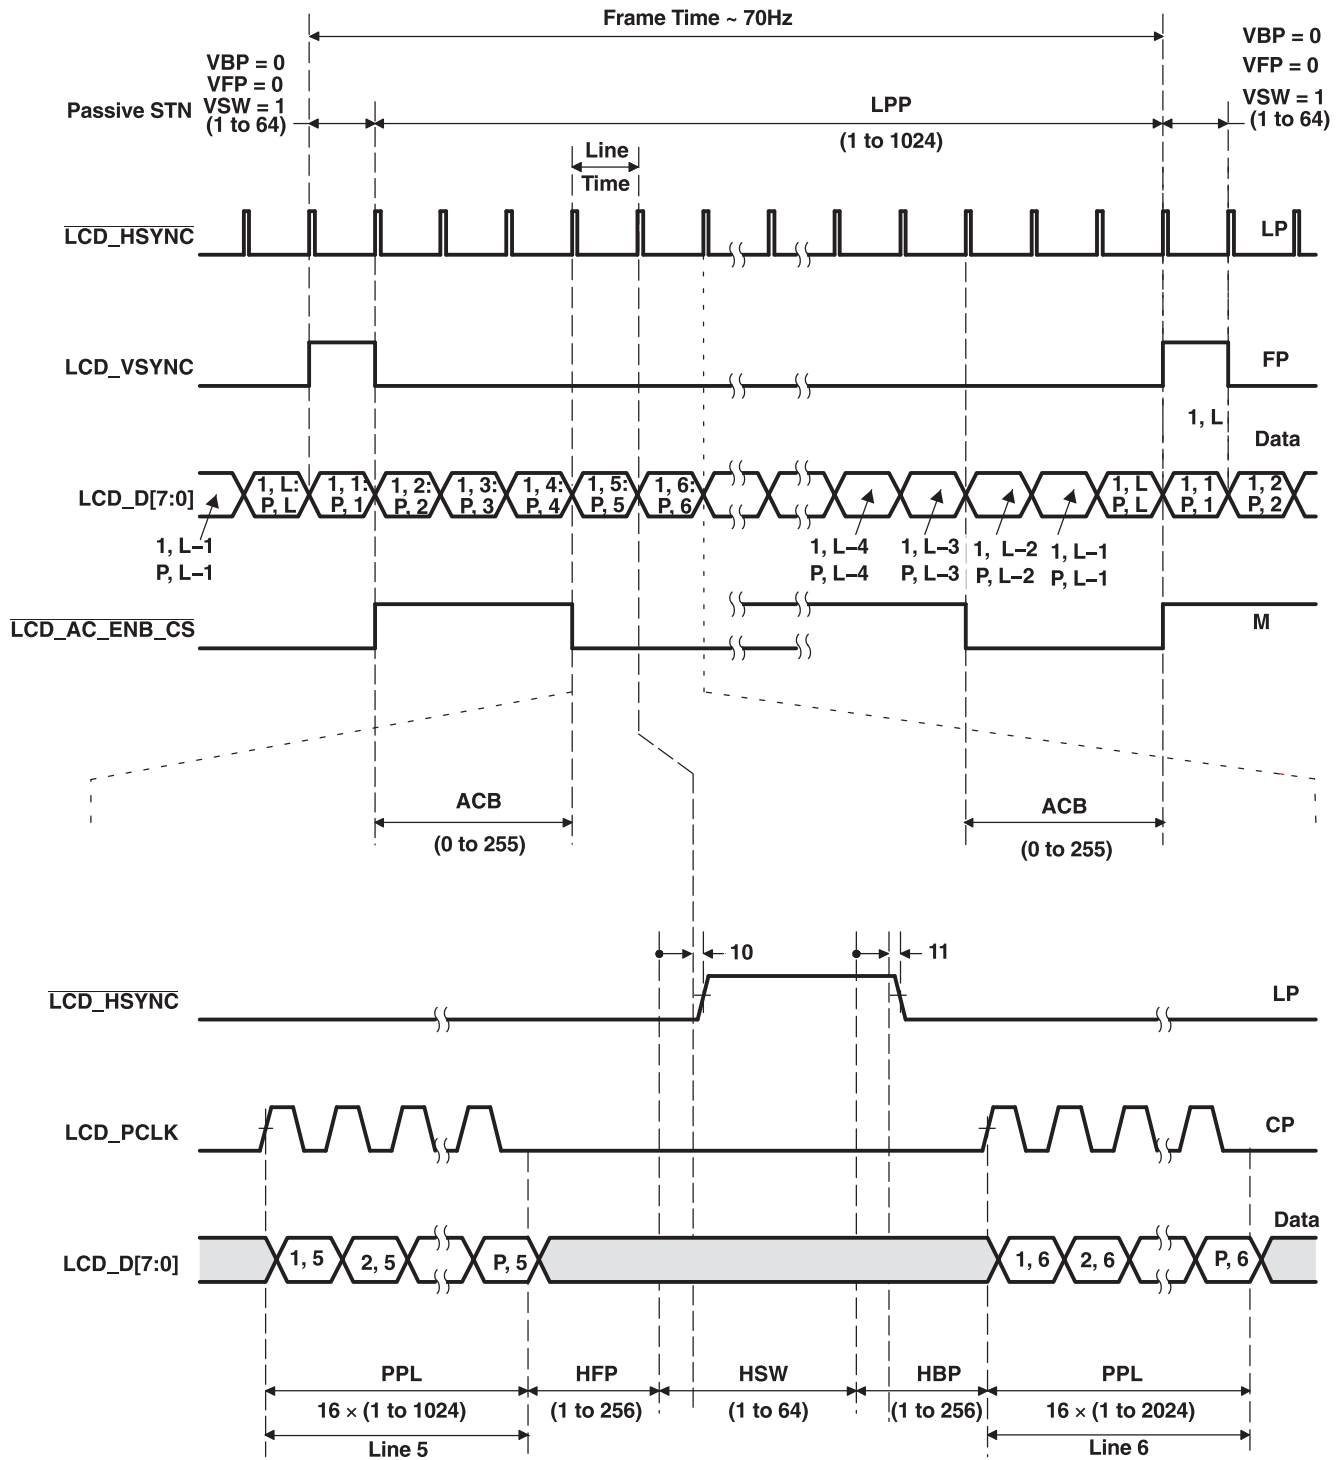 Frame Time ~ 70Hz
VBP = 0
VFP = 0
VSW = 1
(1 to 64)
VBP = 0
VFP = 0
VSW = 1
(1 to 64)
Passive STN
LPP
(1 to 1024)
Line
Time
LCD_HSYNC
LP
LCD_VSYNC
FP
1, L
Data
LCD_D[7:0]
1, L:
P, L
1, 1:
P, 1
1, 2:
P, 2
1, 3:
P, 3
1, 4:
P, 4
1, 5:
P, 5
1, 6:
P, 6
1, L
P, L
1, 1
P, 1
1, 2
P, 2
1, L–1
P, L–1
1, L–4
P, L–4
1, L–3
P, L–3
1, L–2
P, L–2
1, L–1
P, L–1
LCD_AC_ENB_CS
M
ACB
(0 to 255)
ACB
(0 to 255)
10
11
LCD_HSYNC
LP
LCD_PCLK
CP
Data
LCD_D[7:0]
1, 5
2, 5
P, 5
1, 6
2, 6
P, 6
PPL
HFP
HSW
HBP
PPL
16 × (1 to 1024)
(1 to 256)
(1 to 64)
(1 to 256)
16 × (1 to 2024)
Line 5
Line 6